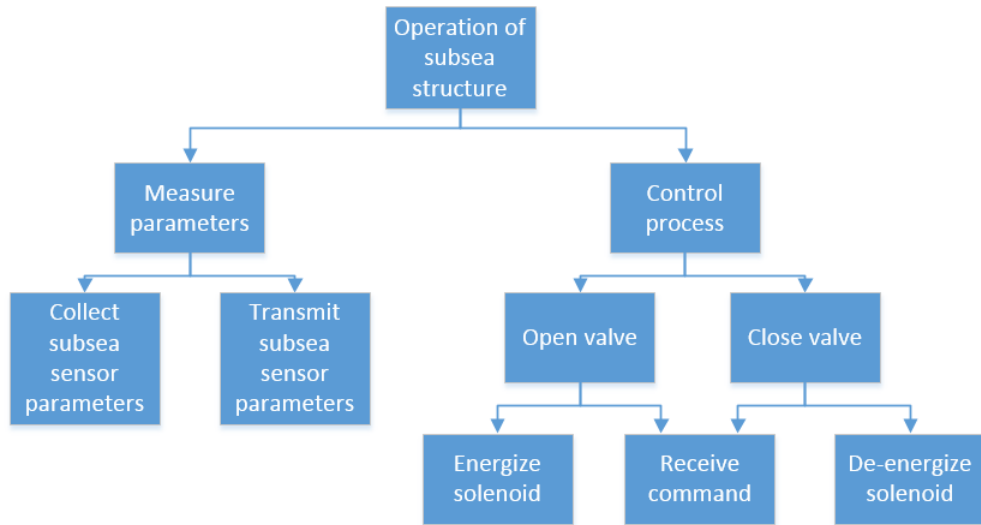 Operation of
subsea
structure
Measure
parameters
Control
process
Collect
subsea
sensor
parameters
Transmit
subsea
sensor
parameters
Open valve
Close valve
Energize
solenoid
Receive
command
De-energize
solenoid